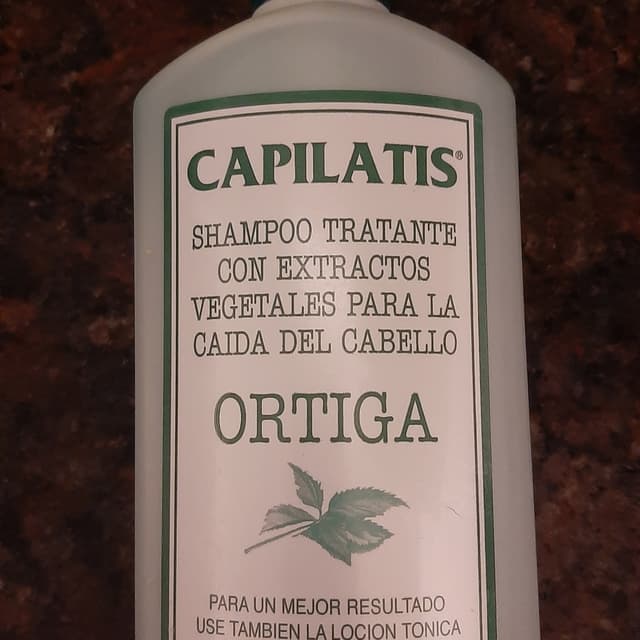 CAPILATIS®
SHAMPOO TRATANTE
CON EXTRACTOS
VEGETALES PARA LA
CAIDA DEL CABELLO
ORTIGA
PARA UN MEJOR RESULTADO
USE TAMBIEN LA LOCION TONICA